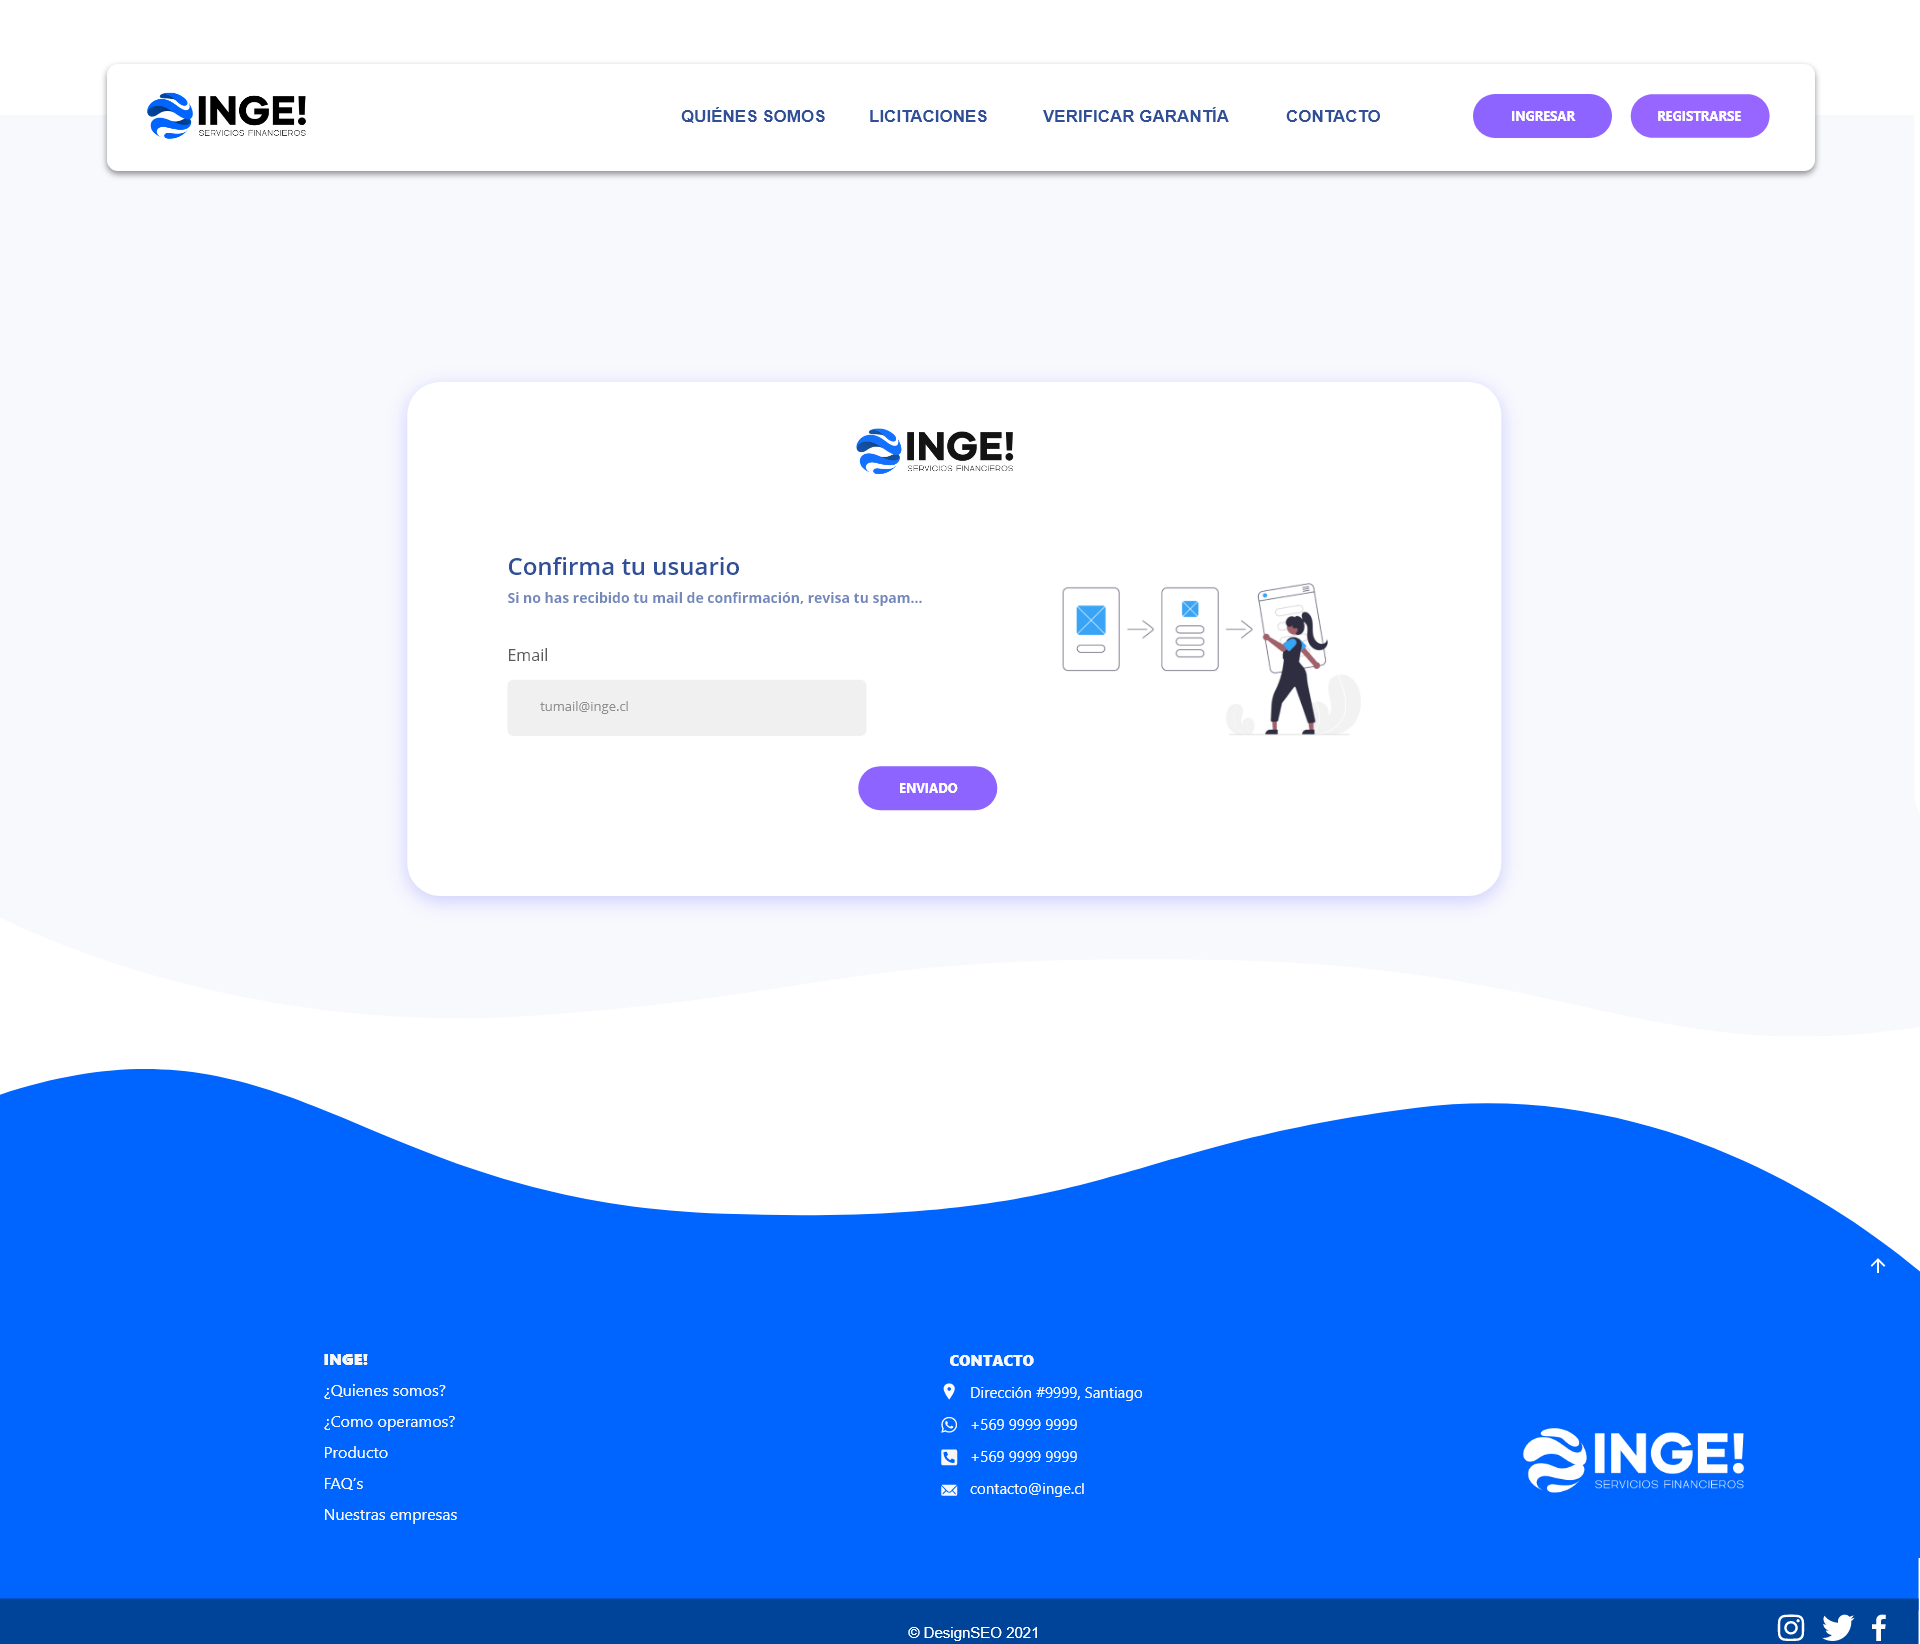 INGE!
SERVICIOS FINANCIEROS
QUIÉNES SOMOS
LICITACIONES
VERIFICAR GARANTÍA
CONTACTO
INGRESAR
REGISTRARSE
INGE!
SERVICIOS FINANCIEROS
Confirma tu usuario
Si no has recibido tu mail de confirmación, revisa tu spam...
Email
tumail@inge.cl
ENVIADO
INGE!
¿Quienes somos?
¿Como operamos?
Producto
FAQ's
Nuestras empresas
CONTACTO
Dirección #9999, Santiago
+569 9999 9999
+569 9999 9999
contacto@inge.cl
INGE!
SERVICIOS FINANCIEROS
© DesignSEO 2021